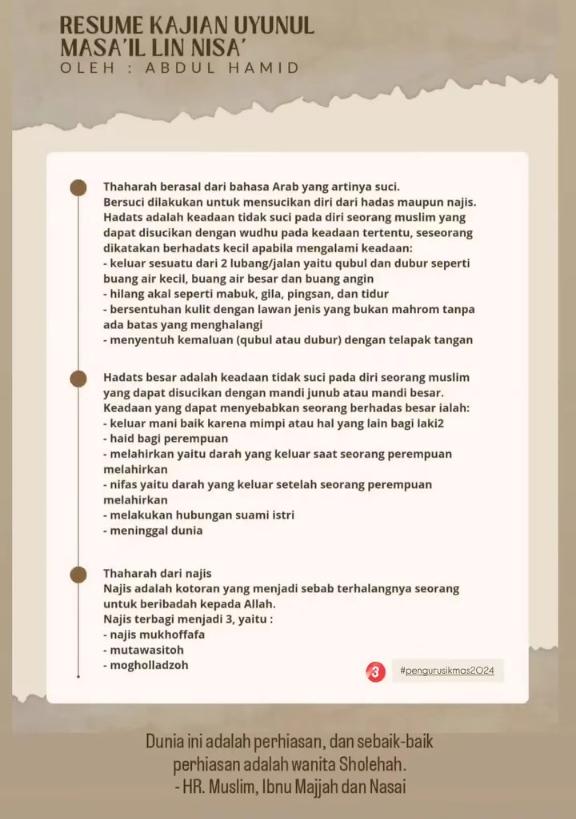 RESUME KAJIAN UYUNUL
MASA'IL LIN NISA'
OLEH : ABDUL HAMID
Thaharah berasal dari bahasa Arab yang artinya suci.
Bersuci dilakukan untuk mensucikan diri dari hadas maupun najis.
Hadats adalah keadaan tidak suci pada diri seorang muslim yang
dapat disucikan dengan wudhu pada keadaan tertentu, seseorang
dikatakan berhadats kecil apabila mengalami keadaan:
- keluar sesuatu dari 2 lubang/jalan yaitu qubul dan dubur seperti
buang air kecil, buang air besar dan buang angin
- hilang akal seperti mabuk, gila, pingsan, dan tidur
- bersentuhan kulit dengan lawan jenis yang bukan mahrom tanpa
ada batas yang menghalangi
- menyentuh kemaluan (qubul atau dubur) dengan telapak tangan
Hadats besar adalah keadaan tidak suci pada diri seorang muslim
yang dapat disucikan dengan mandi junub atau mandi besar.
Keadaan yang dapat menyebabkan seorang berhadas besar ialah:
- keluar mani baik karena mimpi atau hal yang lain bagi laki2
- haid bagi perempuan
- melahirkan yaitu darah yang keluar saat seorang perempuan
melahirkan
- nifas yaitu darah yang keluar setelah seorang perempuan
melahirkan
- melakukan hubungan suami istri
- meninggal dunia
Thaharah dari najis
Najis adalah kotoran yang menjadi sebab terhalangnya seorang
untuk beribadah kepada Allah.
Najis terbagi menjadi 3, yaitu :
- najis mukhoffafa
- mutawasitoh
- mogholladzoh
3 #pengurusikmas2024
Dunia ini adalah perhiasan, dan sebaik-baik
perhiasan adalah wanita Sholehah.
- HR. Muslim, Ibnu Majjah dan Nasai